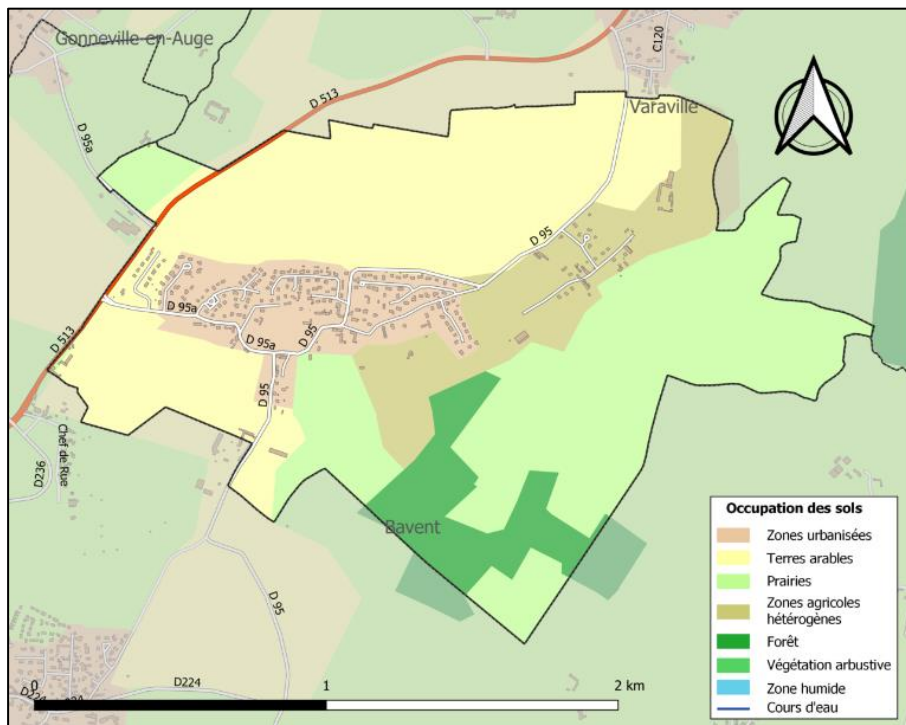 Gonneville-en-Auge
C120
D 513
Varaville
D 95a
D 95
D 95a
D 95
D 95a
D 513
D 95
Chef de Rue
D236
Bavent
D 95
D224
D224
0
1
2 km
Occupation des sols
Zones urbanisées
Terres arables
Prairies
Zones agricoles
hétérogènes
Forêt
Végétation arbustive
Zone humide
Cours d'eau